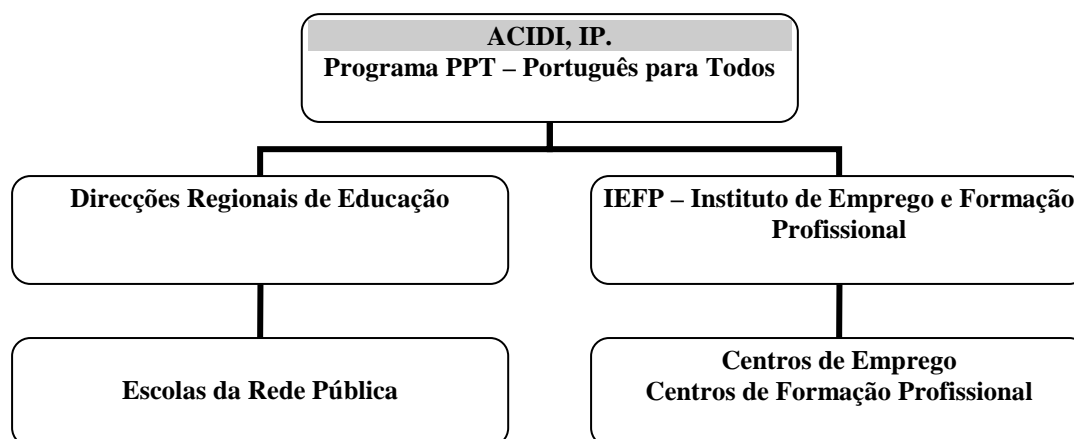 ACIDI, IP.
Programa PPT – Português para Todos
Direcções Regionais de Educação
IEFP – Instituto de Emprego e Formação
Profissional
Escolas da Rede Pública
Centros de Emprego
Centros de Formação Profissional